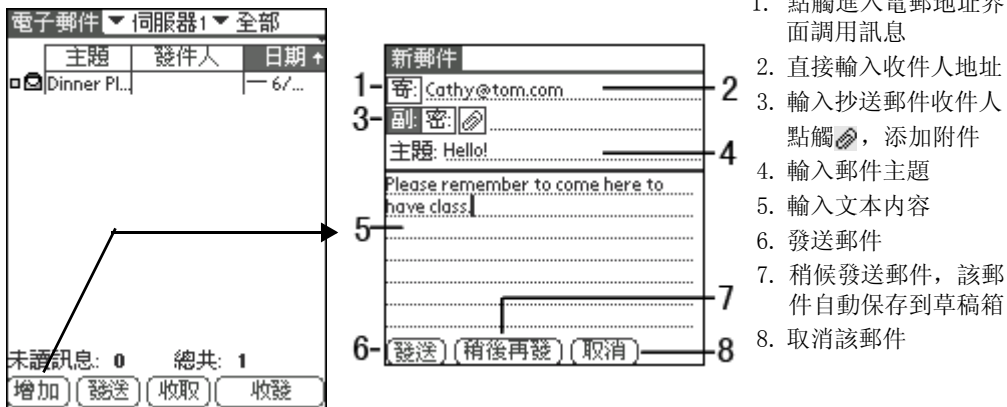 電子郵件 ▼ 伺服器1 ▼ 全部
主題 發件人 日期
Dinner Pl... — 6/...
未讀訊息: 0 總共: 1
增加 發送 收取 收發
新郵件
1 寄: Cathy@tom.com 2
3 副: 密:
主題: Hello! 4
Please remember to come here to
have class.
5
7
6 發送 稍後再發 取消 8
1. 點觸進入電郵地址界
面調用訊息
2. 直接輸入收件人地址
3. 輸入抄送郵件收件人
點觸，添加附件
4. 輸入郵件主題
5. 輸入文本内容
6. 發送郵件
7. 稍候發送郵件，該郵
件自動保存到草稿箱
8. 取消該郵件